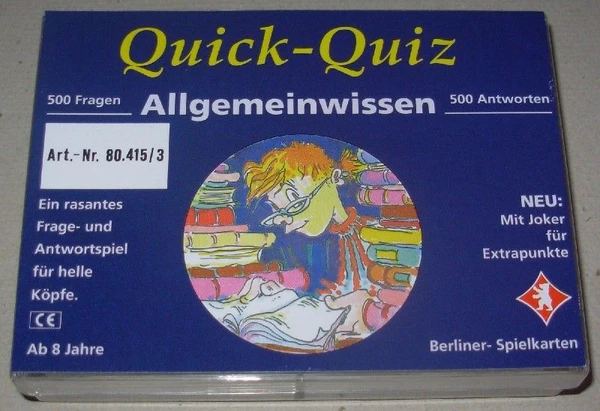 Quick-Quiz
500 Fragen
Allgemeinwissen
500 Antworten
Art.-Nr. 80.415/3
Ein rasantes
Frage- und
Antwortspiel
für helle
Köpfe.
CE
Ab 8 Jahre
NEU:
Mit Joker
für
Extrapunkte
Berliner- Spielkarten